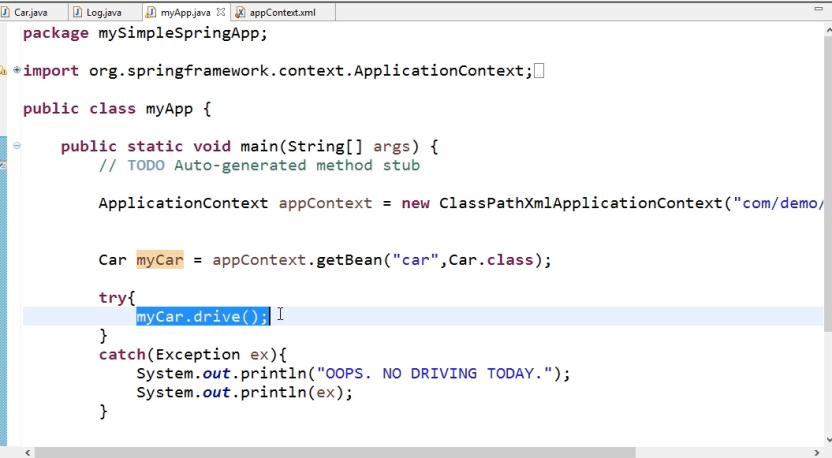 Car.java Log.java myApp.java appContext.xml
package mySimpleSpringApp;
import org.springframework.context.ApplicationContext;
public class myApp {
public static void main(String[] args) {
// TODO Auto-generated method stub
ApplicationContext appContext = new ClassPathXmlApplicationContext("com/demo/
Car myCar = appContext.getBean("car",Car.class);
try{
myCar.drive();
}
catch(Exception ex){
System.out.println("OOPS. NO DRIVING TODAY.");
System.out.println(ex);
}